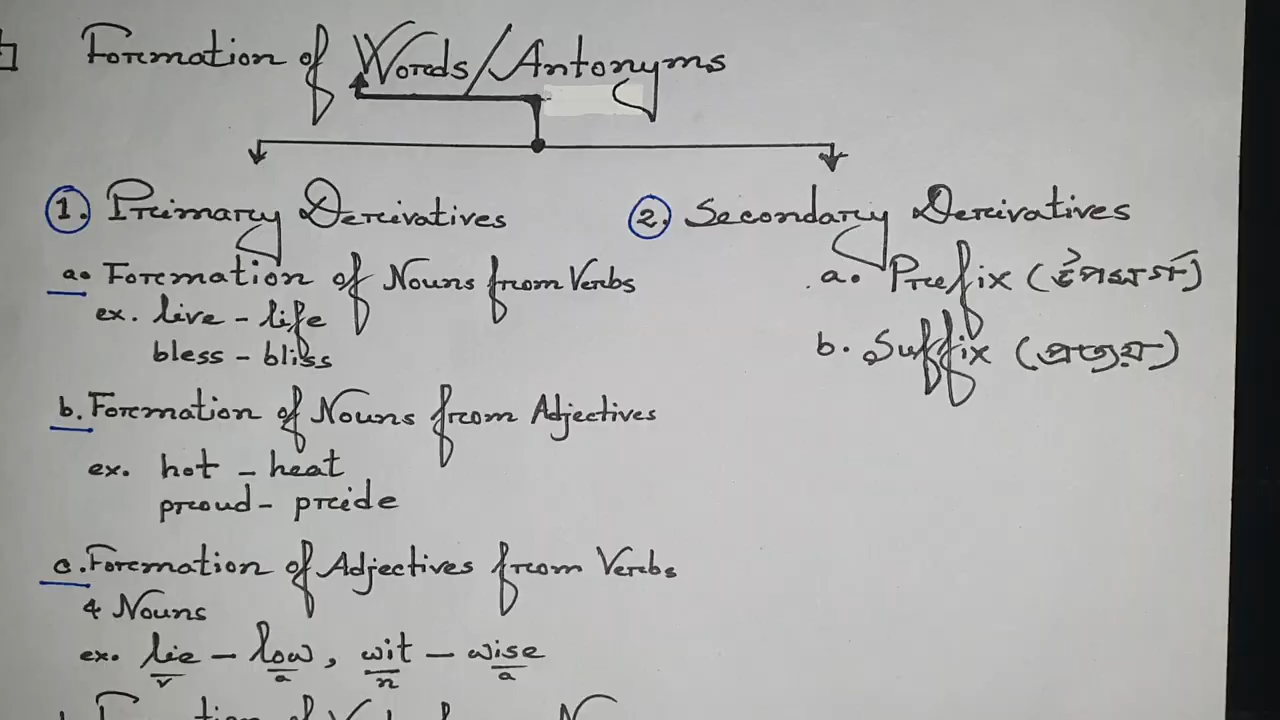 Formation of Words/Antonyms
1. Primary Derivatives
a. Formation of Nouns from Verbs
ex. live - life
bless - bliss
b. Formation of Nouns from Adjectives
ex. hot - heat
proud - pride
c. Formation of Adjectives from Verbs
& Nouns
ex. lie - low, wit - wise
v a n a
2. Secondary Derivatives
a. Prefix (উপসর্গ)
b. Suffix (প্রত্যয়)
Formation of